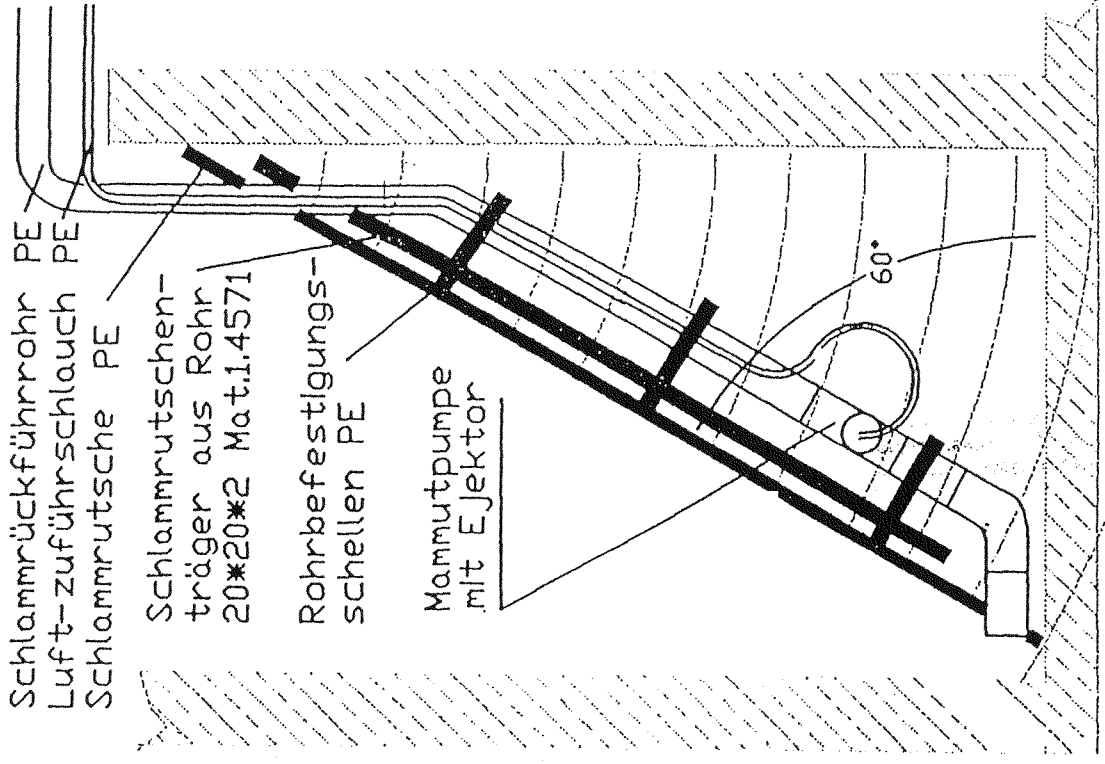 Schlammrückführrohr PE
Luft-zuführschlauch PE
Schlammrutsche PE
Schlammrutschen-
träger aus Rohr
20*20*2 Mat.1.4571
Rohrbefestigungs-
schellen PE
Mammutpumpe
mit Ejektor
60°